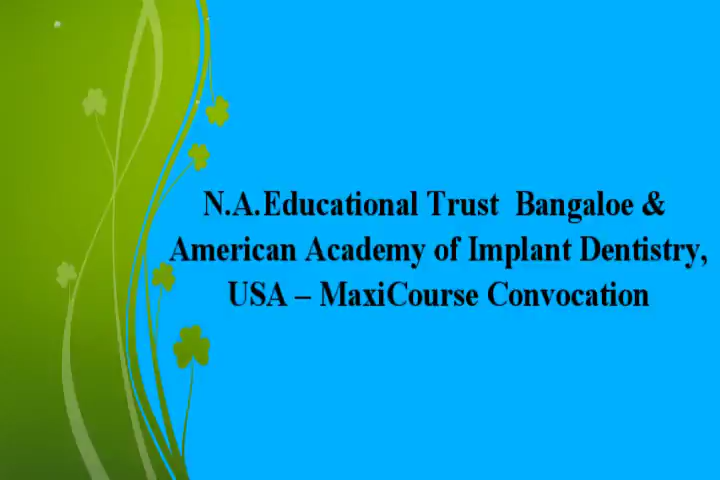 N.A.Educational Trust  Bangaloe &
American Academy of Implant Dentistry,
USA – MaxiCourse Convocation